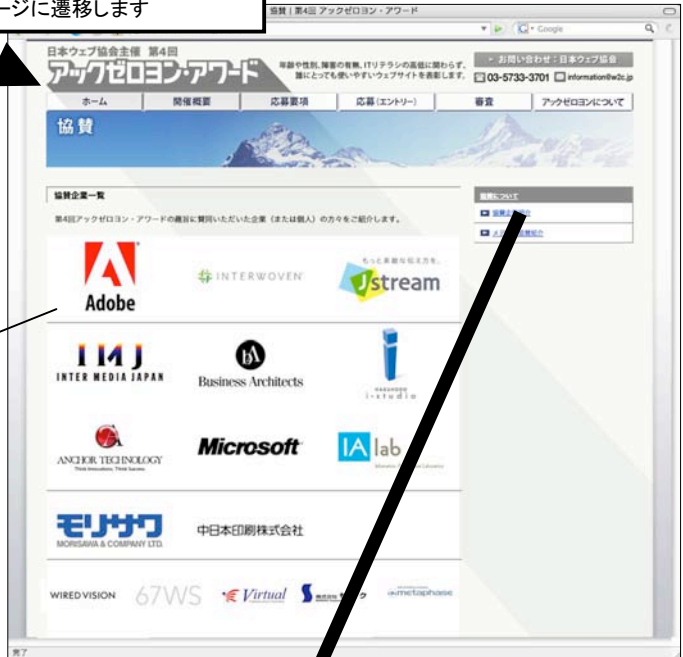 ージに遷移します
協賛 | 第4回 アックゼロヨン・アワード
Google
日本ウェブ協会主催 第4回
アックゼロヨン・アワード
年齢や性別、障害の有無、ITリテラシの高低に関わらず、
誰にとっても使いやすいウェブサイトを表彰します。
お問い合わせ:日本ウェブ協会
03-5733-3701 information@w2c.jp
ホーム 開催概要 応募要項 応募(エントリー) 審査 アックゼロヨンについて
協賛
協賛企業一覧
協賛について
第4回アックゼロヨン・アワードの趣旨に賛同いただいた企業(または個人)の方々をご紹介します。
Adobe
INTERWOVEN
もっと素敵な伝え方を。
Jstream
IMJ
INTER MEDIA JAPAN
bA
Business Architects
i-studio
ANCHOR TECHNOLOGY
Think Innovations, Think Success.
Microsoft
IA lab
モリサワ
MORISAWA & COMPANY LTD.
中日本印刷株式会社
WIRED VISION 67WS Virtual metaphase
完了